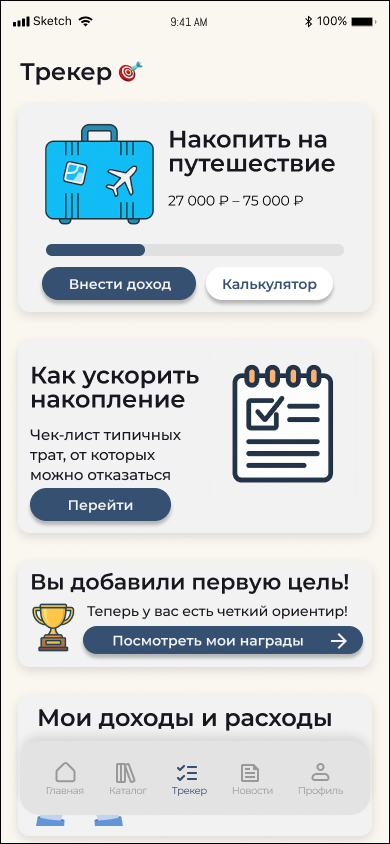 Sketch 9:41 AM 100%
Трекер
Накопить на
путешествие
27 000 ₽ – 75 000 ₽
Внести доход Калькулятор
Как ускорить
накопление
Чек-лист типичных
трат, от которых
можно отказаться
Перейти
Вы добавили первую цель!
Теперь у вас есть четкий ориентир!
Посмотреть мои награды
Мои доходы и расходы
Главная Каталог Трекер Новости Профиль